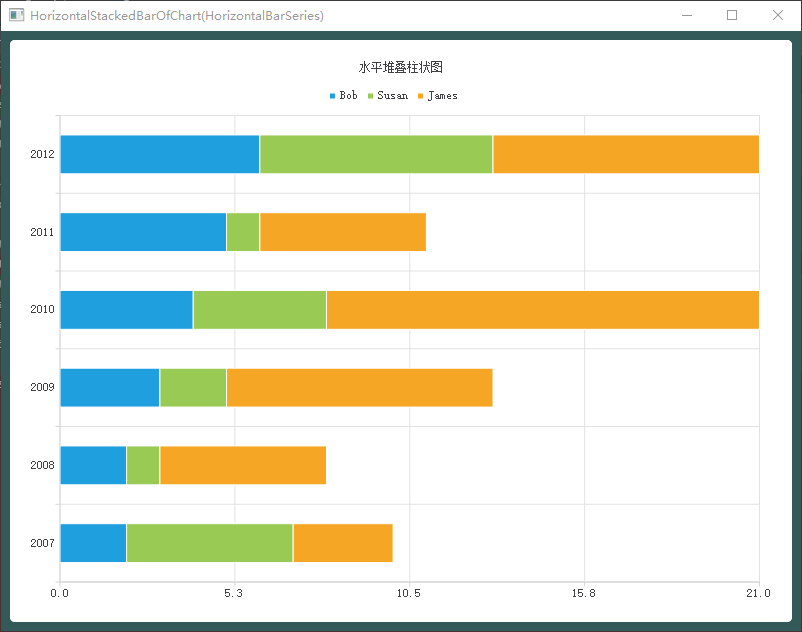 HorizontalStackedBarOfChart(HorizontalBarSeries)
水平堆叠柱状图
Bob Susan James
2012
2011
2010
2009
2008
2007
0.0 5.3 10.5 15.8 21.0